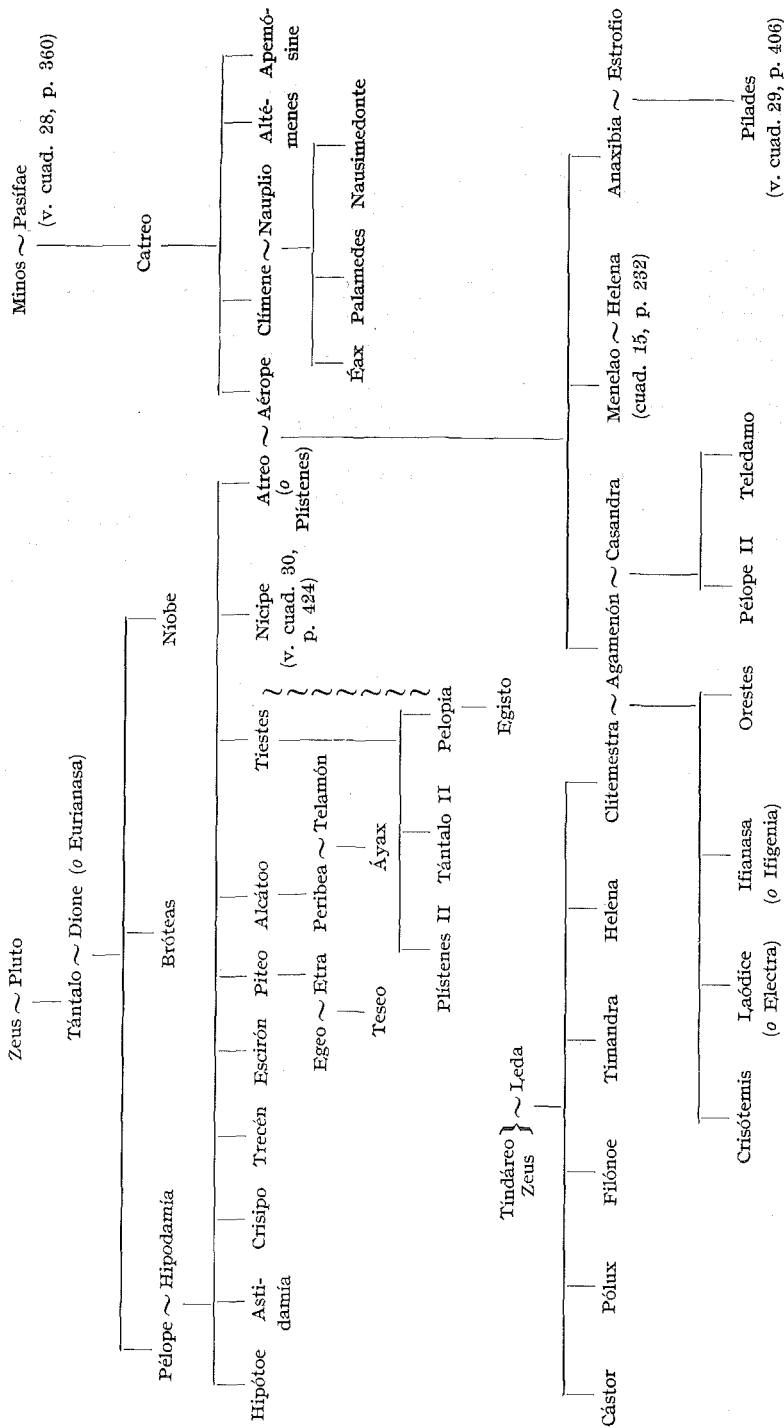 Zeus ~ Pluto
Tántalo ~ Dione (o Eurianasa)
Bróteas
Níobe
Minos ~ Pasífae
(v. cuad. 28, p. 360)
Pélope ~ Hipodamía
Catreo
Hipótoe
Asti-
damía
Crisipo
Trecén
Escirón
Piteo
Alcátoo
Tiestes
Nicipe
(v. cuad. 30,
p. 424)
Atreo ~ Aérope
(o
Plístenes)
Clímene ~ Nauplio
Alté-
menes
Apemó-
sine
Egeo ~ Etra
Peribea ~ Telamón
Éax
Palamedes
Nausimedonte
Teseo
Áyax
Plístenes II
Tántalo II
Pelopia
Egisto
Tindáreo } ~ Leda
Zeus
Cástor
Pólux
Filónoe
Timandra
Helena
Clitemestra ~ Agamenón ~ Casandra
Menelao ~ Helena
(cuad. 15, p. 232)
Anaxibia ~ Estrofio
Crisótemis
Laódice
(o Electra)
Ifianasa
(o Ifigenia)
Orestes
Pélope II
Teledamo
Pílades
(v. cuad. 29, p. 406)